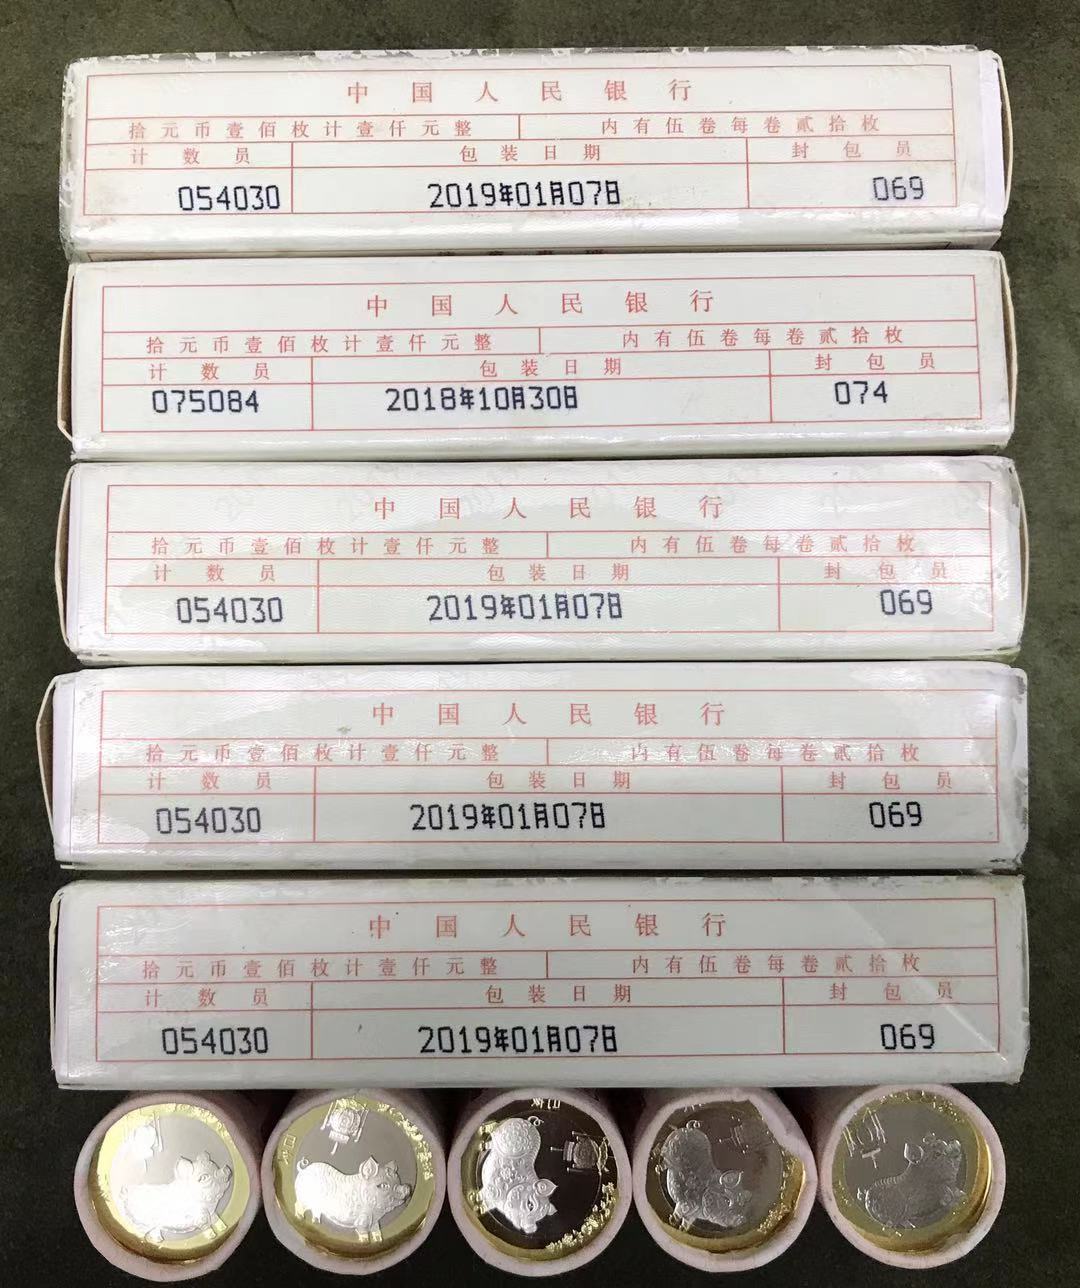 中国人民银行
拾元币壹佰枚计壹仟元整 内有伍卷每卷贰拾枚
计数员 包装日期 封包员
054030 2019年01月07日 069
中国人民银行
拾元币壹佰枚计壹仟元整 内有伍卷每卷贰拾枚
计数员 包装日期 封包员
075084 2018年10月30日 074
中国人民银行
拾元币壹佰枚计壹仟元整 内有伍卷每卷贰拾枚
计数员 包装日期 封包员
054030 2019年01月07日 069
中国人民银行
拾元币壹佰枚计壹仟元整 内有伍卷每卷贰拾枚
计数员 包装日期 封包员
054030 2019年01月07日 069
中国人民银行
拾元币壹佰枚计壹仟元整 内有伍卷每卷贰拾枚
计数员 包装日期 封包员
054030 2019年01月07日 069